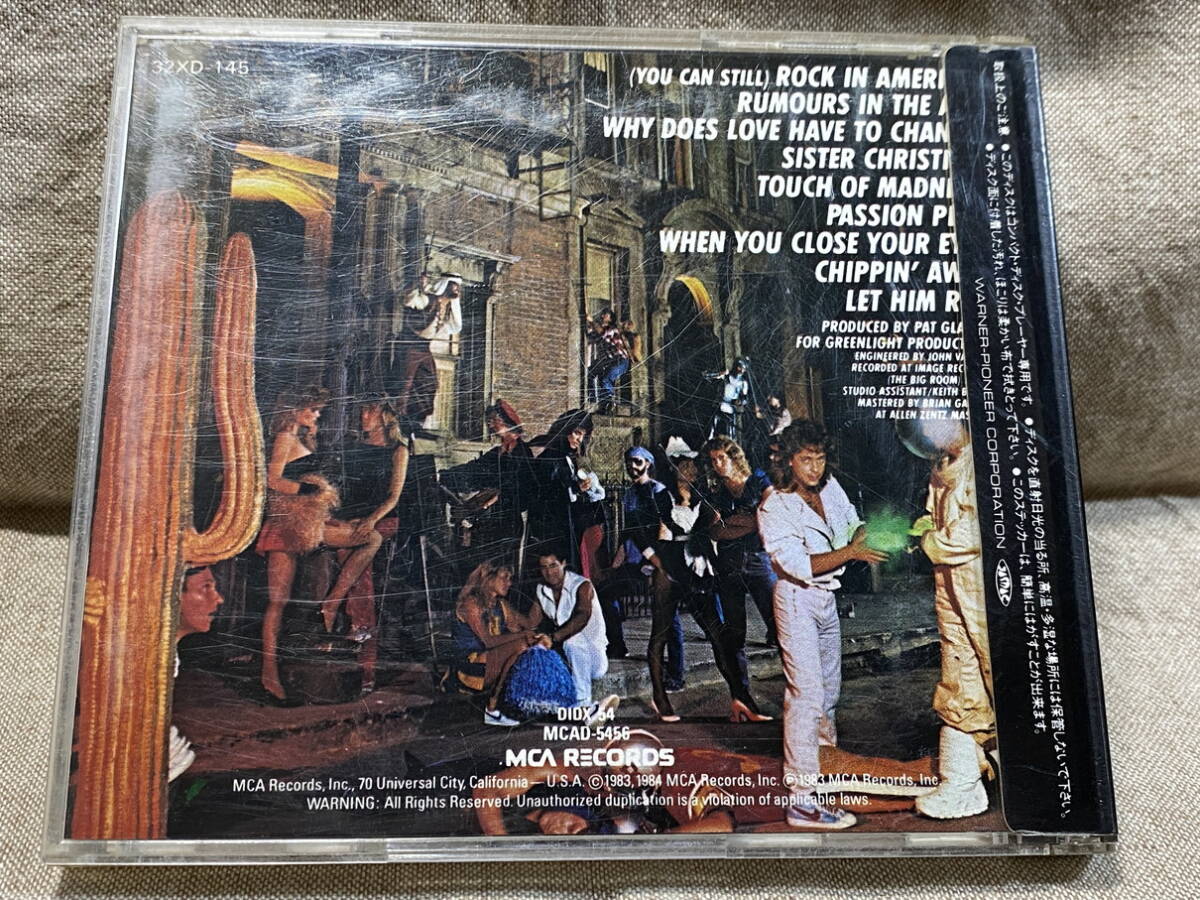 32XD-145
(YOU CAN STILL) ROCK IN AMERI
RUMOURS IN THE A
WHY DOES LOVE HAVE TO CHAN
SISTER CHRISTI
TOUCH OF MADNE
PASSION PL
WHEN YOU CLOSE YOUR EY
CHIPPIN' AW
LET HIM R
PRODUCED BY PAT GLA
FOR GREENLIGHT PRODUCT
ENGINEERED BY JOHN VA
RECORDED AT IMAGE REC
(THE BIG ROOM)
STUDIO ASSISTANT/KEITH B
MASTERED BY BRIAN GA
AT ALLEN ZENTZ MAS
取扱上のご注意 ●このディスクはコンパクト・ディスク・プレーヤー専用です。 ●ディスクを直射日光の当る所、高温・多湿な場所には保管しないで下さい。
●ディスク面に付着した汚れ、ほこりは柔かい布で拭きとって下さい。 ●このステッカーは、簡単にはがすことが出来ます。
WARNER-PIONEER CORPORATION
DIDX 54
MCAD-5456
MCA RECORDS
MCA Records, Inc., 70 Universal City, California — U.S.A. ©1983, 1984 MCA Records, Inc. ℗1983 MCA Records, Inc.
WARNING: All Rights Reserved. Unauthorized duplication is a violation of applicable laws.